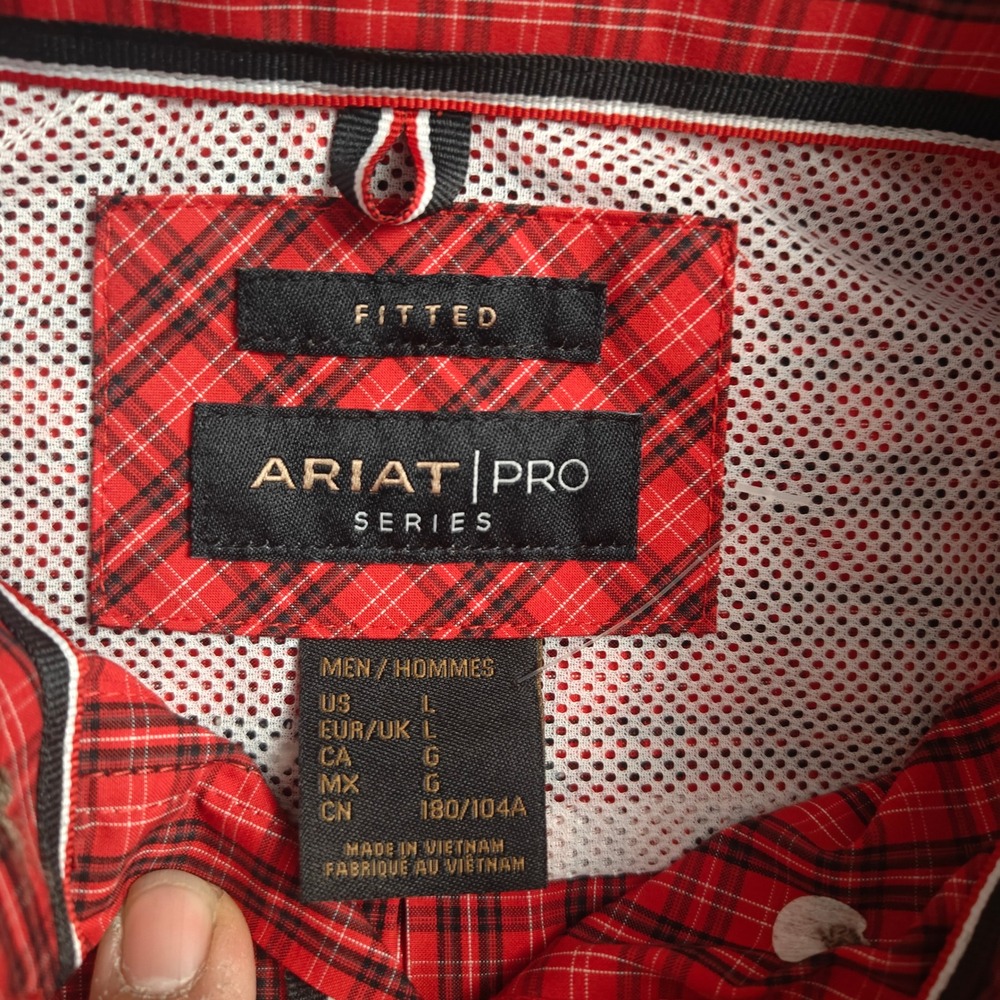 FITTED
ARIAT | PRO
SERIES
MEN / HOMMES
US L
EUR/UK L
CA G
MX G
CN 180/104A
MADE IN VIETNAM
FABRIQUE AU VIETNAM